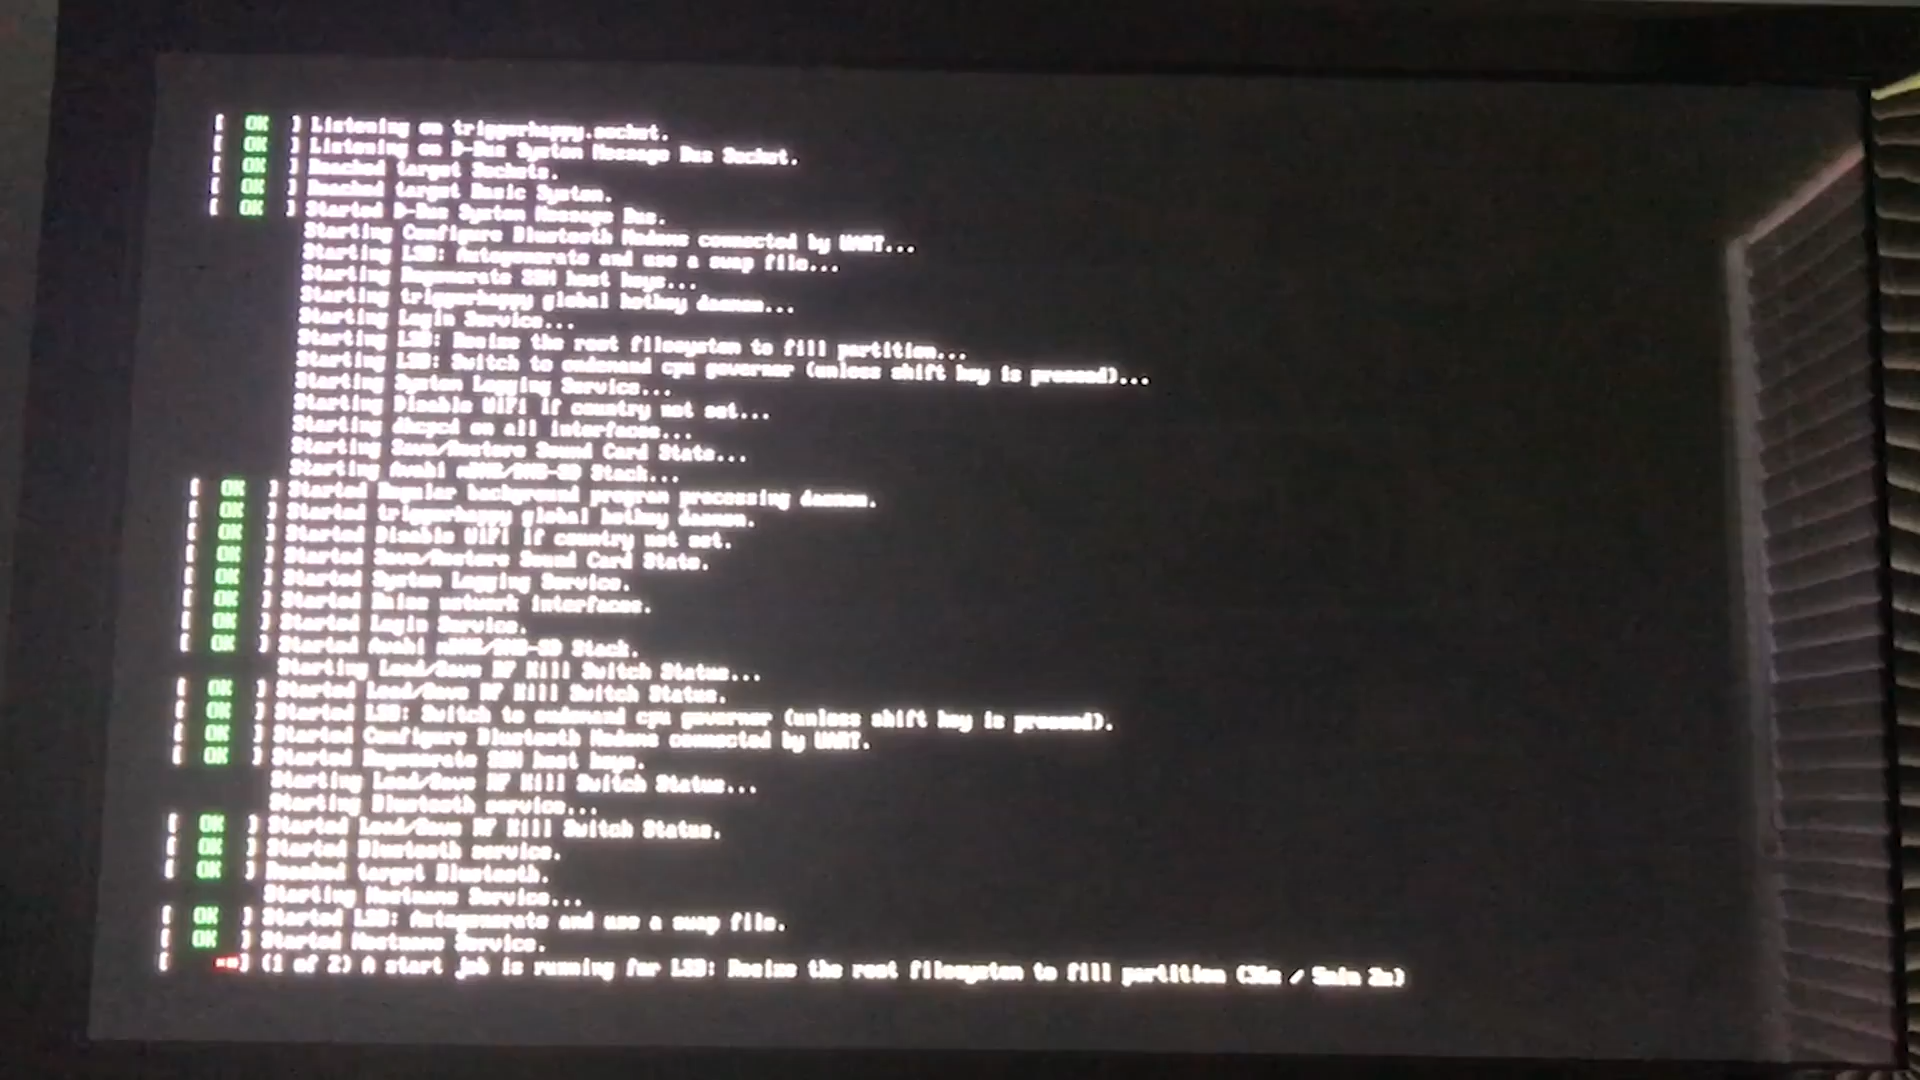 [ OK ] Listening on triggerhappy.socket.
[ OK ] Listening on D-Bus System Message Bus Socket.
[ OK ] Reached target Sockets.
[ OK ] Reached target Basic System.
[ OK ] Started D-Bus System Message Bus.
Starting Configure Bluetooth Modems connected by UART...
Starting LSB: Autogenerate and use a swap file...
Starting Regenerate SSH host keys...
Starting triggerhappy global hotkey daemon...
Starting Login Service...
Starting LSB: Resize the root filesystem to fill partition...
Starting LSB: Switch to ondemand cpu governor (unless shift key is pressed)...
Starting System Logging Service...
Starting Disable WiFi if country not set...
Starting dhcpcd on all interfaces...
Starting Save/Restore Sound Card State...
Starting Avahi mDNS/DNS-SD Stack...
[ OK ] Started Regular background program processing daemon.
[ OK ] Started triggerhappy global hotkey daemon.
[ OK ] Started Disable WiFi if country not set.
[ OK ] Started Save/Restore Sound Card State.
[ OK ] Started System Logging Service.
[ OK ] Started Raise network interfaces.
[ OK ] Started Login Service.
[ OK ] Started Avahi mDNS/DNS-SD Stack.
Starting Load/Save RF Kill Switch Status...
[ OK ] Started Load/Save RF Kill Switch Status.
[ OK ] Started LSB: Switch to ondemand cpu governor (unless shift key is pressed).
[ OK ] Started Configure Bluetooth Modems connected by UART.
[ OK ] Started Regenerate SSH host keys.
Starting Load/Save RF Kill Switch Status...
Starting Bluetooth service...
[ OK ] Started Load/Save RF Kill Switch Status.
[ OK ] Started Bluetooth service.
[ OK ] Reached target Bluetooth.
Starting Hostname Service...
[ OK ] Started LSB: Autogenerate and use a swap file.
[ OK ] Started Hostname Service.
[ **] (1 of 2) A start job is running for LSB: Resize the root filesystem to fill partition ( / 5min 2s)